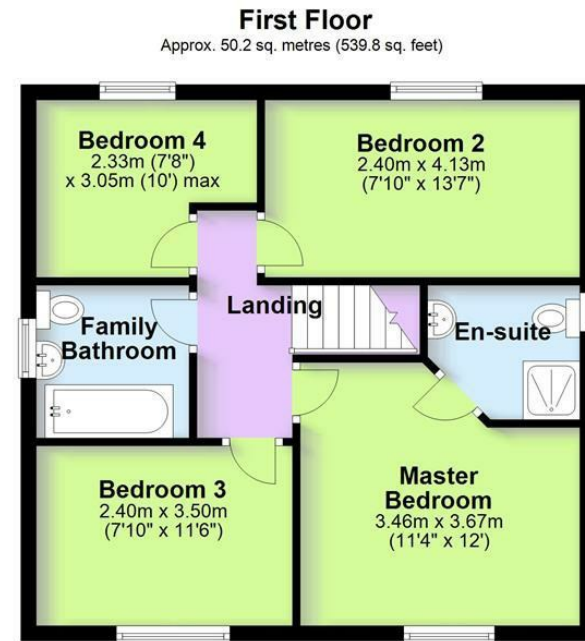 First Floor
Approx. 50.2 sq. metres (539.8 sq. feet)
Bedroom 4
2.33m (7'8")
x 3.05m (10') max
Bedroom 2
2.40m x 4.13m
(7'10" x 13'7")
Landing
Family
Bathroom
En-suite
Bedroom 3
2.40m x 3.50m
(7'10" x 11'6")
Master
Bedroom
3.46m x 3.67m
(11'4" x 12')